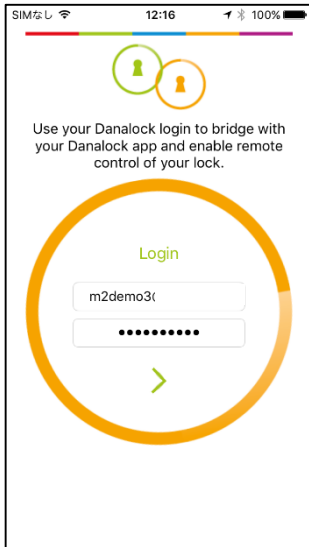 SIMなし 12:16 100%
Use your Danalock login to bridge with
your Danalock app and enable remote
control of your lock.
Login
m2demo3(
••••••••••